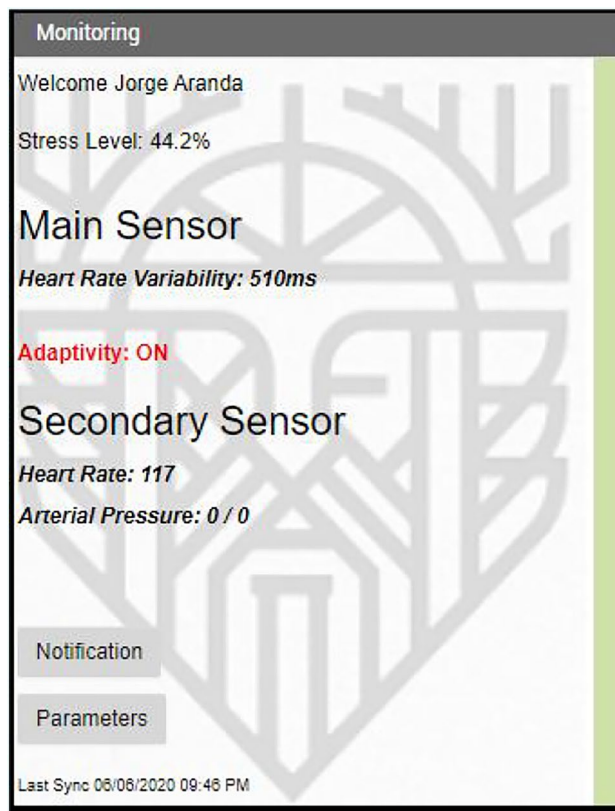 Monitoring
Welcome Jorge Aranda
Stress Level: 44.2%
Main Sensor
Heart Rate Variability: 510ms
Adaptivity: ON
Secondary Sensor
Heart Rate: 117
Arterial Pressure: 0 / 0
Notification
Parameters
Last Sync 06/06/2020 09:46 PM